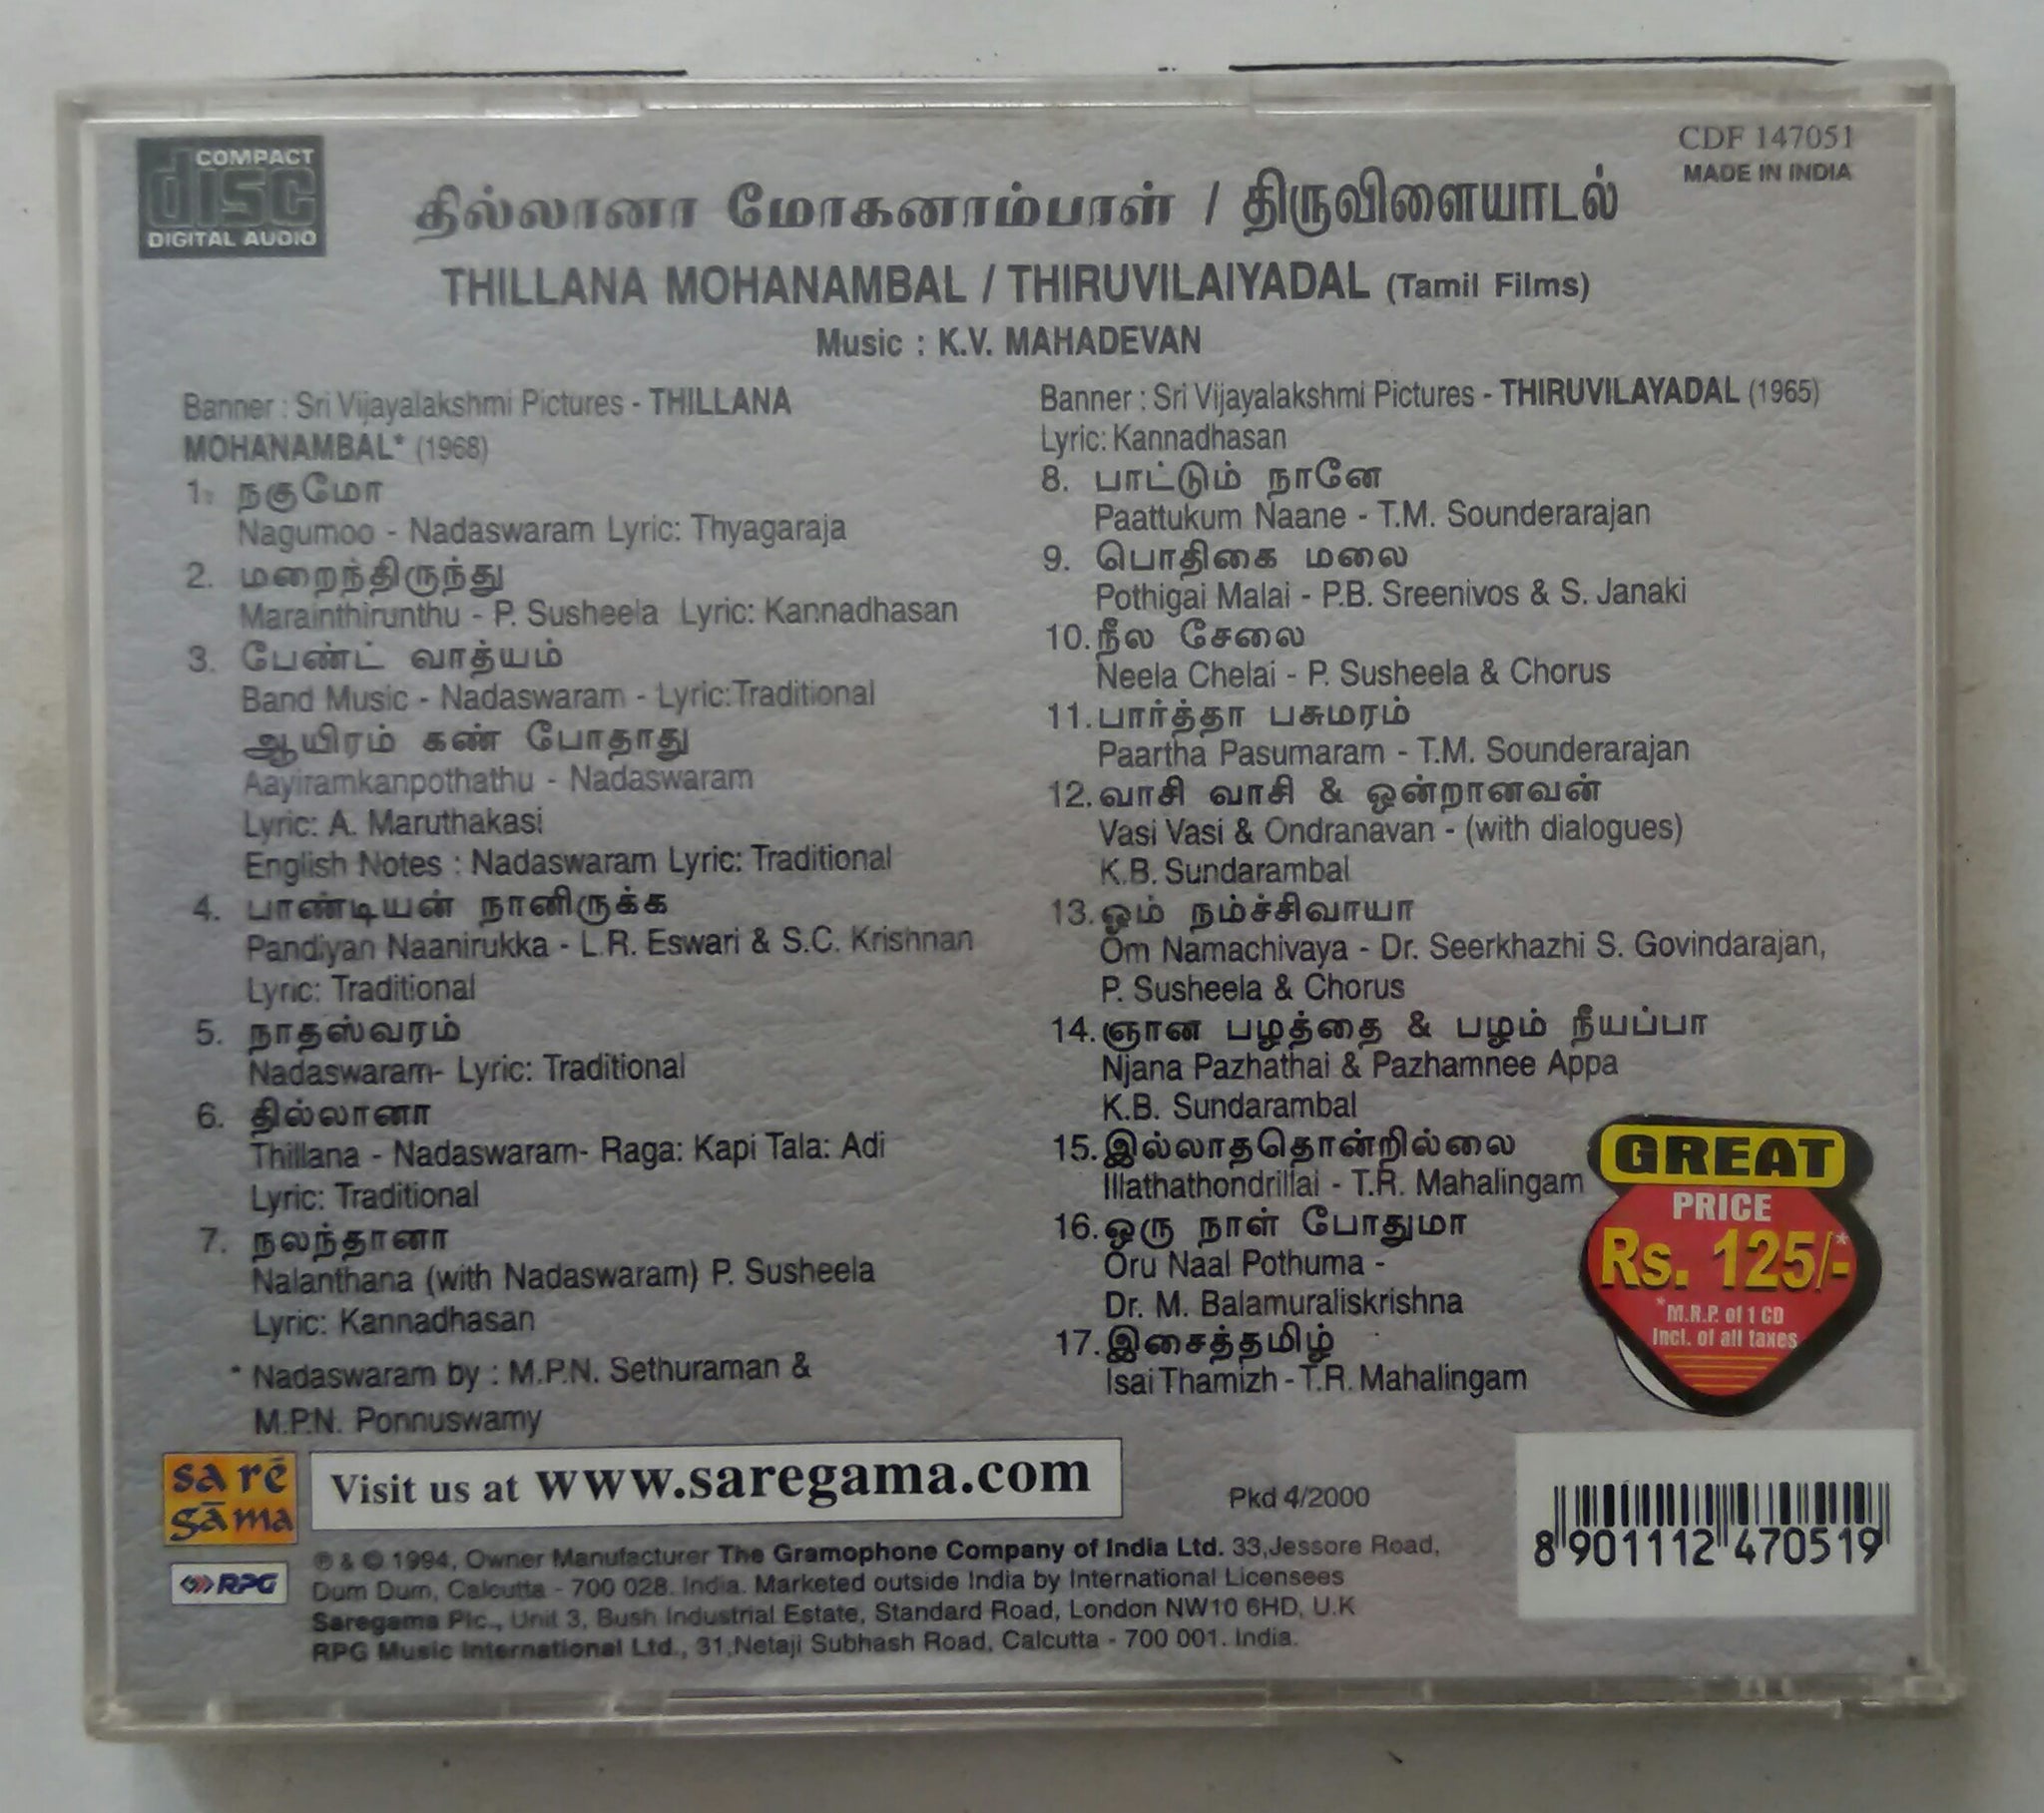 COMPACT
disc
DIGITAL AUDIO
CDF 147051
MADE IN INDIA
தில்லானா மோகனாம்பாள் / திருவிளையாடல்
THILLANA MOHANAMBAL / THIRUVILAIYADAL (Tamil Films)
Music : K.V. MAHADEVAN
Banner : Sri Vijayalakshmi Pictures - THILLANA
MOHANAMBAL* (1968)
1. நகுமோ
Nagumoo - Nadaswaram Lyric: Thyagaraja
2. மறைந்திருந்து
Marainthirunthu - P. Susheela Lyric: Kannadhasan
3. பேண்ட் வாத்யம்
Band Music - Nadaswaram - Lyric:Traditional
ஆயிரம் கண் போதாது
Aayiramkanpothathu - Nadaswaram
Lyric: A. Maruthakasi
English Notes : Nadaswaram Lyric: Traditional
4. பாண்டியன் நானிருக்க
Pandiyan Naanirukka - L.R. Eswari & S.C. Krishnan
Lyric: Traditional
5. நாதஸ்வரம்
Nadaswaram- Lyric: Traditional
6. தில்லானா
Thillana - Nadaswaram- Raga: Kapi Tala: Adi
Lyric: Traditional
7. நலந்தானா
Nalanthana (with Nadaswaram) P. Susheela
Lyric: Kannadhasan
* Nadaswaram by : M.P.N. Sethuraman &
M.P.N. Ponnuswamy
Banner : Sri Vijayalakshmi Pictures - THIRUVILAYADAL (1965)
Lyric: Kannadhasan
8. பாட்டும் நானே
Paattukum Naane - T.M. Sounderarajan
9. பொதிகை மலை
Pothigai Malai - P.B. Sreenivos & S. Janaki
10. நீல சேலை
Neela Chelai - P. Susheela & Chorus
11. பார்த்தா பசுமரம்
Paartha Pasumaram - T.M. Sounderarajan
12. வாசி வாசி & ஒன்றானவன்
Vasi Vasi & Ondranavan - (with dialogues)
K.B. Sundarambal
13. ஓம் நம்ச்சிவாயா
Om Namachivaya - Dr. Seerkhazhi S. Govindarajan,
P. Susheela & Chorus
14. ஞான பழத்தை & பழம் நீயப்பா
Njana Pazhathai & Pazhamnee Appa
K.B. Sundarambal
15. இல்லாததொன்றில்லை
Illathathondrillai - T.R. Mahalingam
16. ஒரு நாள் போதுமா
Oru Naal Pothuma -
Dr. M. Balamuraliskrishna
17. இசைத்தமிழ்
Isai Thamizh - T.R. Mahalingam
GREAT
PRICE
Rs. 125/-*
*M.R.P. of 1 CD
Incl. of all taxes
sa rē
gāma
Visit us at www.saregama.com
Pkd 4/2000
RPG
℗ & © 1994, Owner Manufacturer The Gramophone Company of India Ltd. 33,Jessore Road,
Dum Dum, Calcutta - 700 028. India. Marketed outside India by International Licensees
Saregama Plc., Unit 3, Bush Industrial Estate, Standard Road, London NW10 6HD, U.K
RPG Music International Ltd., 31,Netaji Subhash Road, Calcutta - 700 001. India.
8 901112 470519